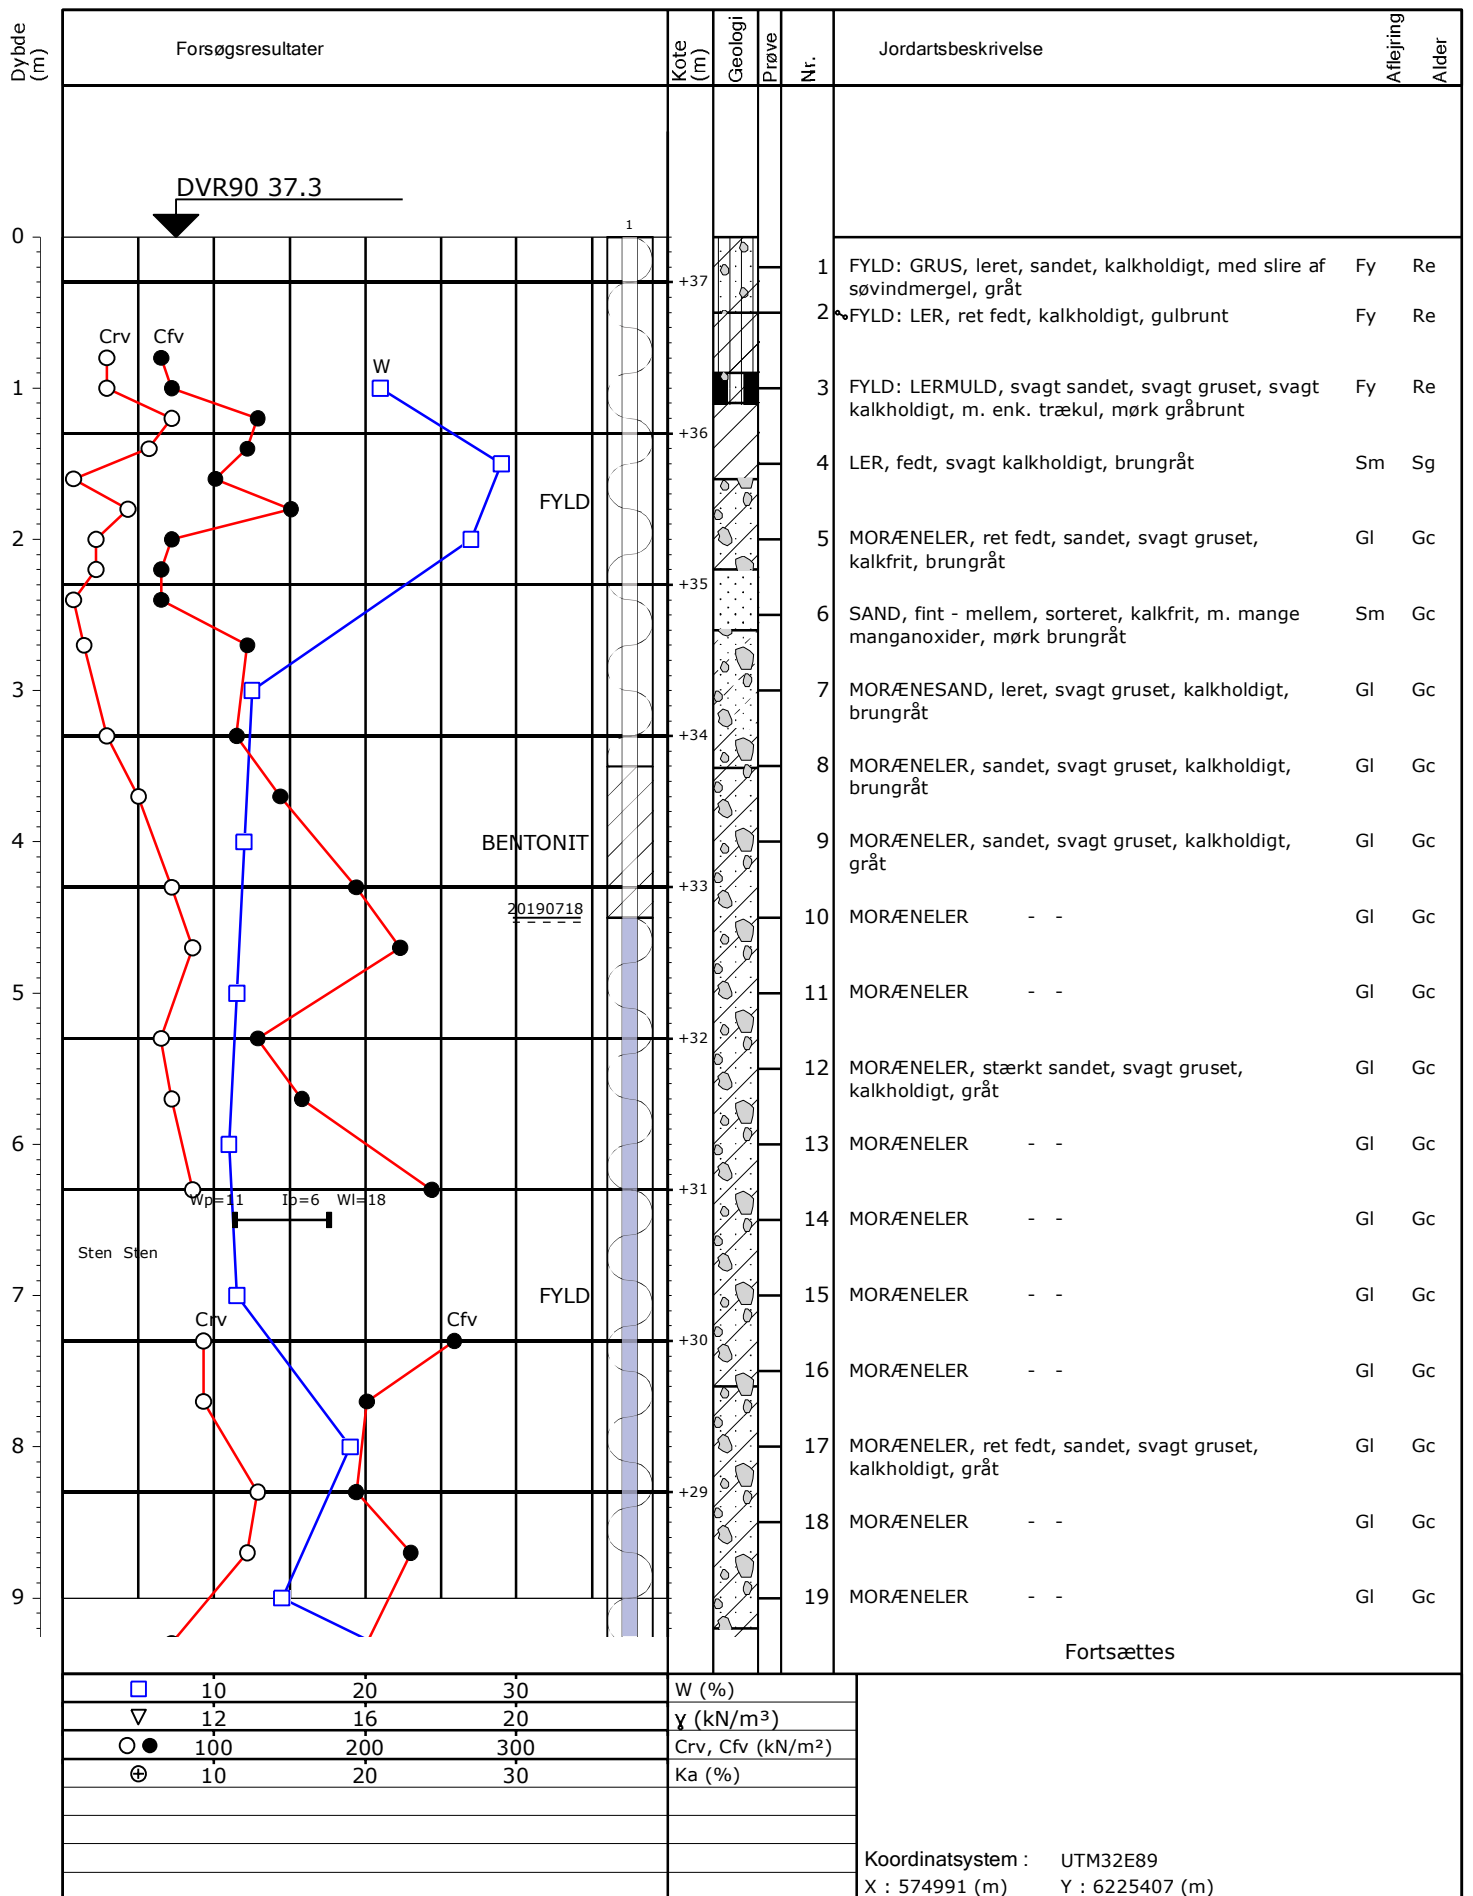 Dybde (m)
Forsøgsresultater
Kote (m)
Geologi
Prøve
Nr.
Jordartsbeskrivelse
Aflejring
Alder
DVR90 37.3
1
0
1 FYLD: GRUS, leret, sandet, kalkholdigt, med slire af Fy Re
søvindmergel, gråt
+37
2 FYLD: LER, ret fedt, kalkholdigt, gulbrunt Fy Re
Crv Cfv
W
1
3 FYLD: LERMULD, svagt sandet, svagt gruset, svagt Fy Re
kalkholdigt, m. enk. trækul, mørk gråbrunt
+36
4 LER, fedt, svagt kalkholdigt, brungråt Sm Sg
FYLD
2
5 MORÆNELER, ret fedt, sandet, svagt gruset, Gl Gc
kalkfrit, brungråt
+35
6 SAND, fint - mellem, sorteret, kalkfrit, m. mange Sm Gc
manganoxider, mørk brungråt
3
7 MORÆNESAND, leret, svagt gruset, kalkholdigt, Gl Gc
brungråt
+34
8 MORÆNELER, sandet, svagt gruset, kalkholdigt, Gl Gc
brungråt
4
BENTONIT
9 MORÆNELER, sandet, svagt gruset, kalkholdigt, Gl Gc
gråt
+33
20190718
10 MORÆNELER - - Gl Gc
5
11 MORÆNELER - - Gl Gc
+32
12 MORÆNELER, stærkt sandet, svagt gruset, Gl Gc
kalkholdigt, gråt
6
13 MORÆNELER - - Gl Gc
+31
Wp=11 Ip=6 Wl=18
14 MORÆNELER - - Gl Gc
Sten Sten
7
FYLD
15 MORÆNELER - - Gl Gc
Crv Cfv
+30
16 MORÆNELER - - Gl Gc
8
17 MORÆNELER, ret fedt, sandet, svagt gruset, Gl Gc
kalkholdigt, gråt
+29
18 MORÆNELER - - Gl Gc
9
19 MORÆNELER - - Gl Gc
Fortsættes
10 20 30 W (%)
12 16 20 γ (kN/m³)
100 200 300 Crv, Cfv (kN/m²)
10 20 30 Ka (%)
Koordinatsystem : UTM32E89
X : 574991 (m) Y : 6225407 (m)